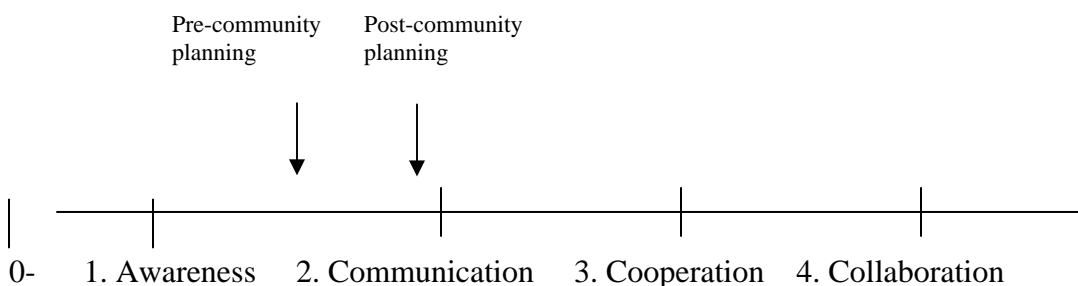 Pre-community Post-community
planning planning
0- 1. Awareness 2. Communication 3. Cooperation 4. Collaboration